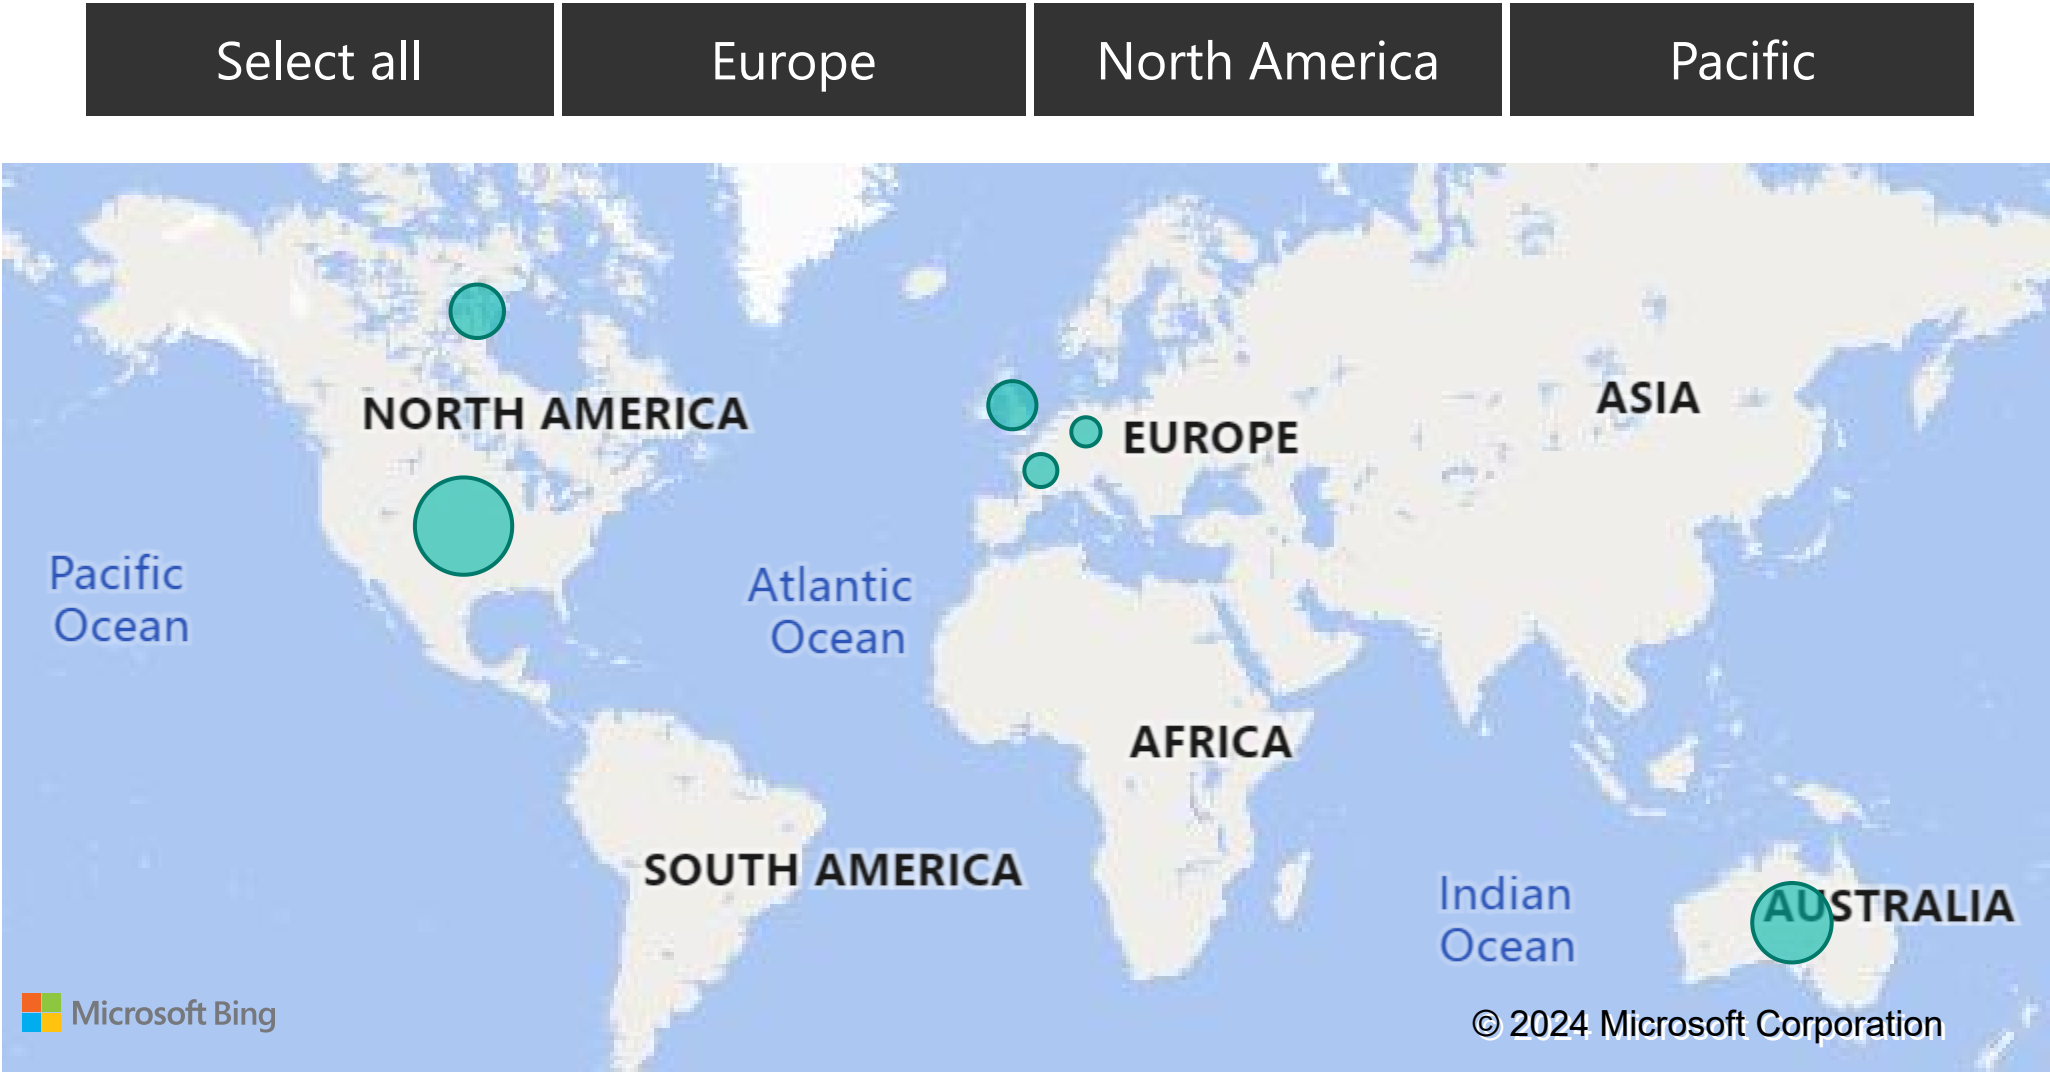 Select all
Europe
North America
Pacific
NORTH AMERICA
EUROPE
ASIA
Pacific
Ocean
Atlantic
Ocean
AFRICA
SOUTH AMERICA
Indian
Ocean
AUSTRALIA
Microsoft Bing
© 2024 Microsoft Corporation